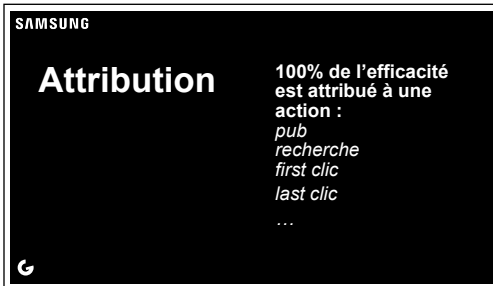 SAMSUNG
Attribution
100% de l’efficacité
est attribué à une
action :
pub
recherche
first clic
last clic
…
G